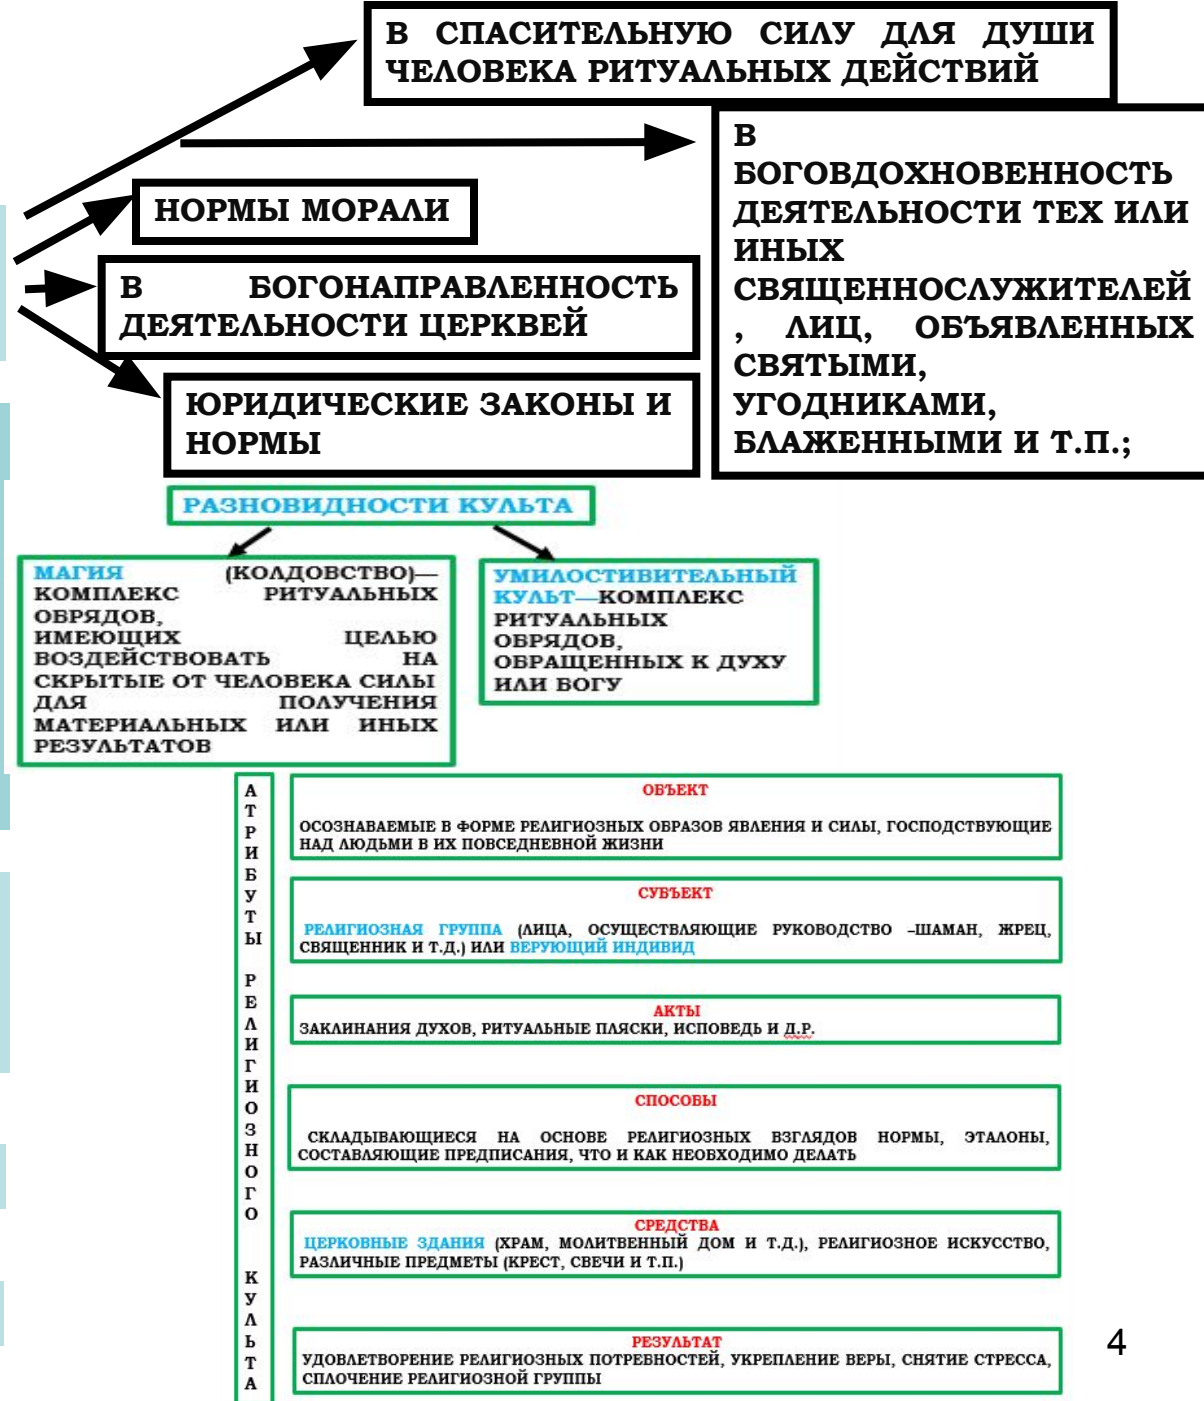 В СПАСИТЕЛЬНУЮ СИЛУ ДЛЯ ДУШИ
ЧЕЛОВЕКА РИТУАЛЬНЫХ ДЕЙСТВИЙ
В
БОГОВДОХНОВЕННОСТЬ
ДЕЯТЕЛЬНОСТИ ТЕХ ИЛИ
ИНЫХ
СВЯЩЕННОСЛУЖИТЕЛЕЙ
, ЛИЦ, ОБЪЯВЛЕННЫХ
СВЯТЫМИ,
УГОДНИКАМИ,
БЛАЖЕННЫМИ И Т.П.;
НОРМЫ МОРАЛИ
В БОГОНАПРАВЛЕННОСТЬ
ДЕЯТЕЛЬНОСТИ ЦЕРКВЕЙ
ЮРИДИЧЕСКИЕ ЗАКОНЫ И
НОРМЫ
РАЗНОВИДНОСТИ КУЛЬТА
МАГИЯ (КОЛДОВСТВО)—
КОМПЛЕКС РИТУАЛЬНЫХ
ОБРЯДОВ,
ИМЕЮЩИХ ЦЕЛЬЮ
ВОЗДЕЙСТВОВАТЬ НА
СКРЫТЫЕ ОТ ЧЕЛОВЕКА СИЛЫ
ДЛЯ ПОЛУЧЕНИЯ
МАТЕРИАЛЬНЫХ ИЛИ ИНЫХ
РЕЗУЛЬТАТОВ
УМИЛОСТИВИТЕЛЬНЫЙ
КУЛЬТ—КОМПЛЕКС
РИТУАЛЬНЫХ
ОБРЯДОВ,
ОБРАЩЕННЫХ К ДУХУ
ИЛИ БОГУ
АТРИБУТЫ РЕЛИГИОЗНОГО КУЛЬТА
ОБЪЕКТ
ОСОЗНАВАЕМЫЕ В ФОРМЕ РЕЛИГИОЗНЫХ ОБРАЗОВ ЯВЛЕНИЯ И СИЛЫ, ГОСПОДСТВУЮЩИЕ
НАД ЛЮДЬМИ В ИХ ПОВСЕДНЕВНОЙ ЖИЗНИ
СУБЪЕКТ
РЕЛИГИОЗНАЯ ГРУППА (ЛИЦА, ОСУЩЕСТВЛЯЮЩИЕ РУКОВОДСТВО –ШАМАН, ЖРЕЦ,
СВЯЩЕННИК И Т.Д.) ИЛИ ВЕРУЮЩИЙ ИНДИВИД
АКТЫ
ЗАКЛИНАНИЯ ДУХОВ, РИТУАЛЬНЫЕ ПЛЯСКИ, ИСПОВЕДЬ И Д.Р.
СПОСОБЫ
СКЛАДЫВАЮЩИЕСЯ НА ОСНОВЕ РЕЛИГИОЗНЫХ ВЗГЛЯДОВ НОРМЫ, ЭТАЛОНЫ,
СОСТАВЛЯЮЩИЕ ПРЕДПИСАНИЯ, ЧТО И КАК НЕОБХОДИМО ДЕЛАТЬ
СРЕДСТВА
ЦЕРКОВНЫЕ ЗДАНИЯ (ХРАМ, МОЛИТВЕННЫЙ ДОМ И Т.Д.), РЕЛИГИОЗНОЕ ИСКУССТВО,
РАЗЛИЧНЫЕ ПРЕДМЕТЫ (КРЕСТ, СВЕЧИ И Т.П.)
РЕЗУЛЬТАТ
УДОВЛЕТВОРЕНИЕ РЕЛИГИОЗНЫХ ПОТРЕБНОСТЕЙ, УКРЕПЛЕНИЕ ВЕРЫ, СНЯТИЕ СТРЕССА,
СПЛОЧЕНИЕ РЕЛИГИОЗНОЙ ГРУППЫ
4